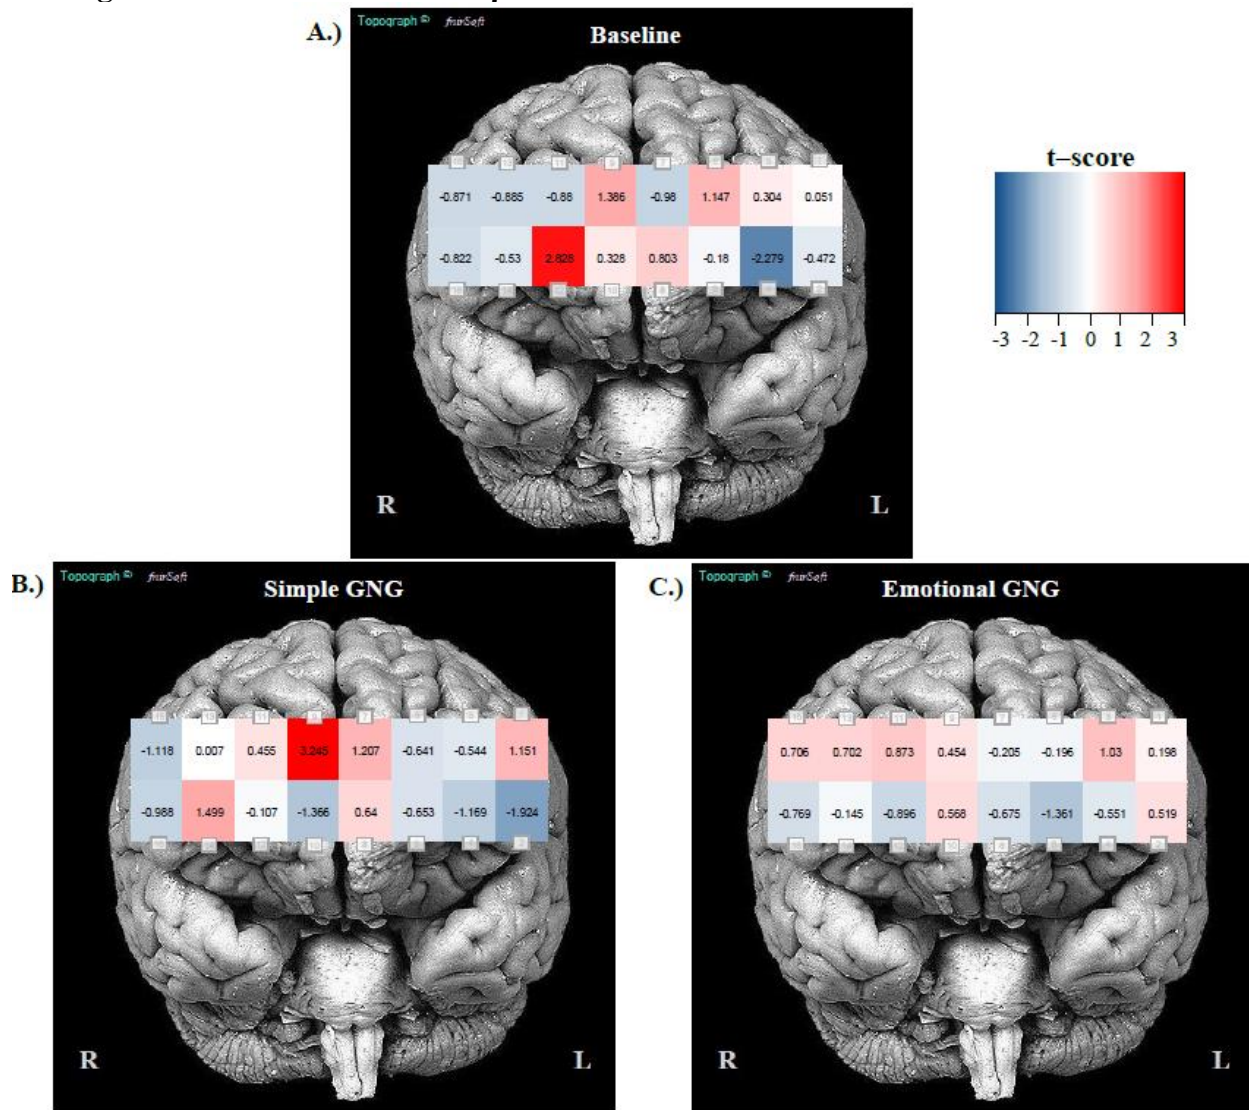 A.)
Topograph © fnirSoft
Baseline
-0.871 -0.885 -0.88 1.386 -0.98 1.147 0.304 0.051
-0.822 -0.53 2.828 0.328 0.803 -0.18 -2.279 -0.472
R L
t–score
-3 -2 -1 0 1 2 3
B.)
Topograph © fnirSoft
Simple GNG
-1.118 0.007 0.455 3.245 1.207 -0.641 -0.544 1.151
-0.988 1.499 -0.107 -1.366 0.64 -0.653 -1.169 -1.924
R L
C.)
Topograph © fnirSoft
Emotional GNG
0.706 0.702 0.873 0.454 -0.205 -0.196 1.03 0.198
-0.769 -0.145 -0.896 0.568 -0.675 -1.361 -0.551 0.519
R L